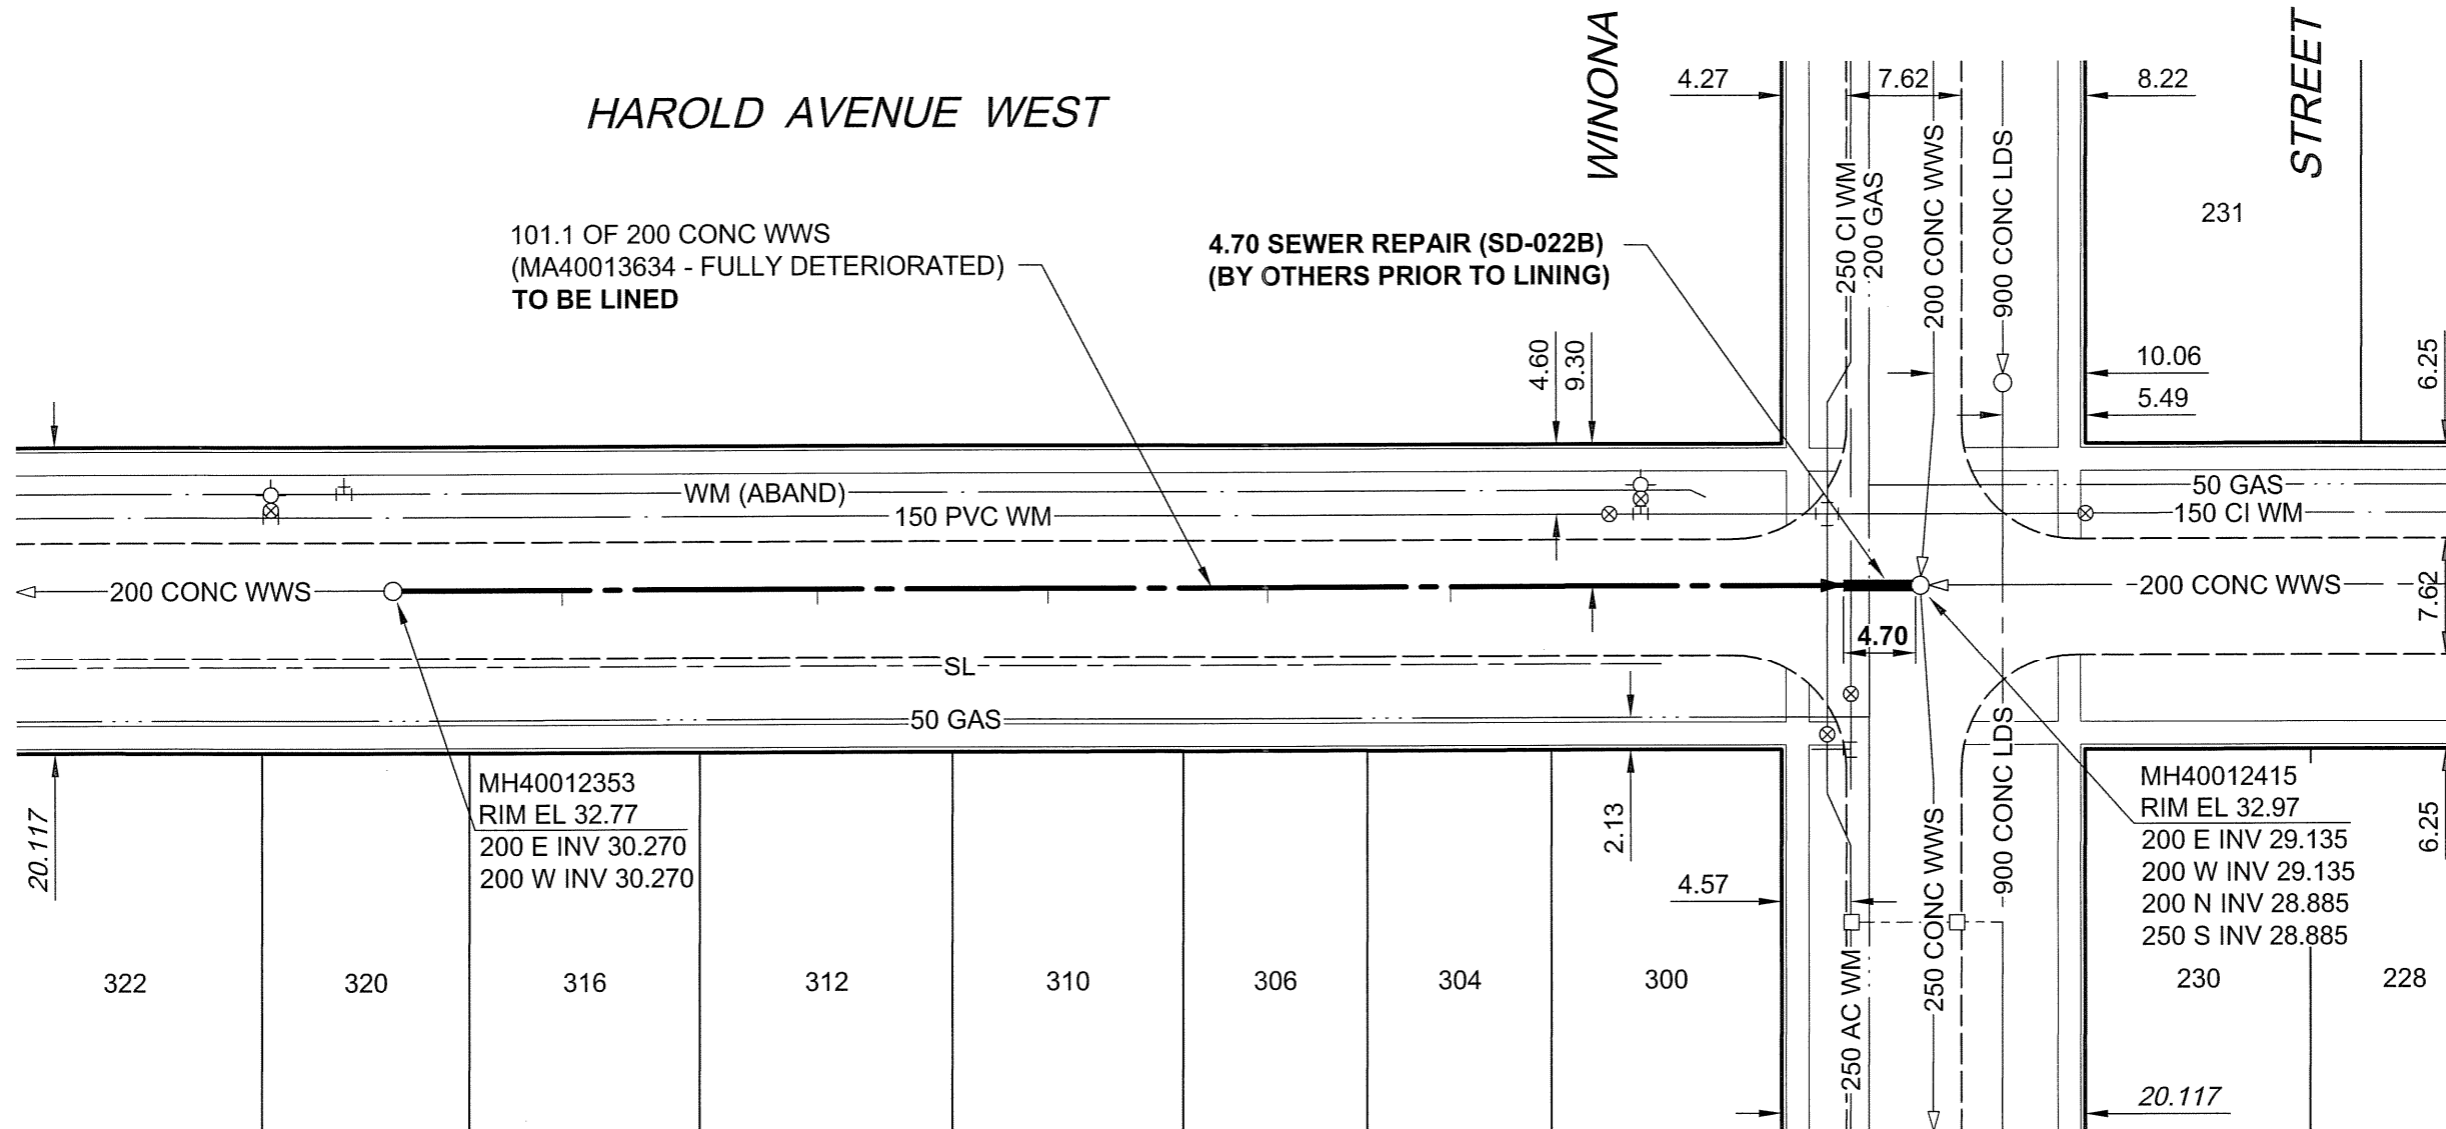 HAROLD AVENUE WEST
WINONA
STREET
4.27
7.62
8.22
101.1 OF 200 CONC WWS
(MA40013634 - FULLY DETERIORATED)
TO BE LINED
4.70 SEWER REPAIR (SD-022B)
(BY OTHERS PRIOR TO LINING)
250 CI WM
200 GAS
200 CONC WWS
900 CONC LDS
231
4.60
9.30
10.06
5.49
6.25
WM (ABAND)
150 PVC WM
50 GAS
150 CI WM
200 CONC WWS
200 CONC WWS
7.62
4.70
SL
50 GAS
20.117
MH40012353
RIM EL 32.77
200 E INV 30.270
200 W INV 30.270
2.13
4.57
250 AC WM
250 CONC WWS
900 CONC LDS
MH40012415
RIM EL 32.97
200 E INV 29.135
200 W INV 29.135
200 N INV 28.885
250 S INV 28.885
6.25
322
320
316
312
310
306
304
300
230
228
20.117